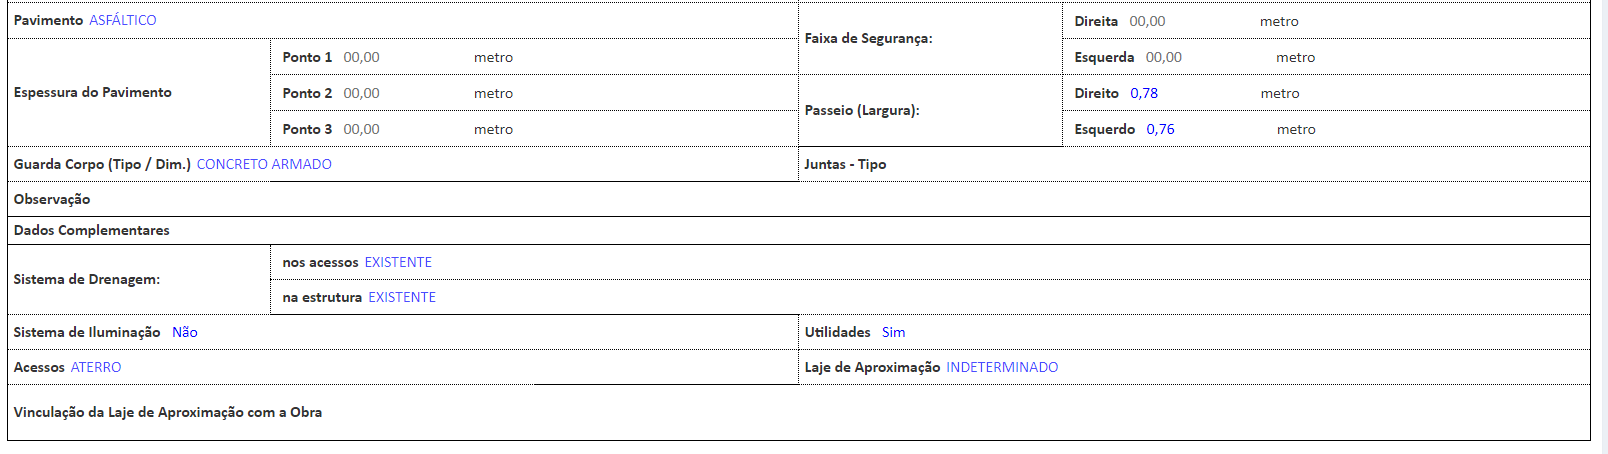 Pavimento ASFÁLTICO
Faixa de Segurança:
Direita 00,00 metro
Esquerda 00,00 metro
Espessura do Pavimento
Ponto 1 00,00 metro
Ponto 2 00,00 metro
Ponto 3 00,00 metro
Passeio (Largura):
Direito 0,78 metro
Esquerdo 0,76 metro
Guarda Corpo (Tipo / Dim.) CONCRETO ARMADO
Juntas - Tipo
Observação
Dados Complementares
Sistema de Drenagem:
nos acessos EXISTENTE
na estrutura EXISTENTE
Sistema de Iluminação Não
Utilidades Sim
Acessos ATERRO
Laje de Aproximação INDETERMINADO
Vinculação da Laje de Aproximação com a Obra